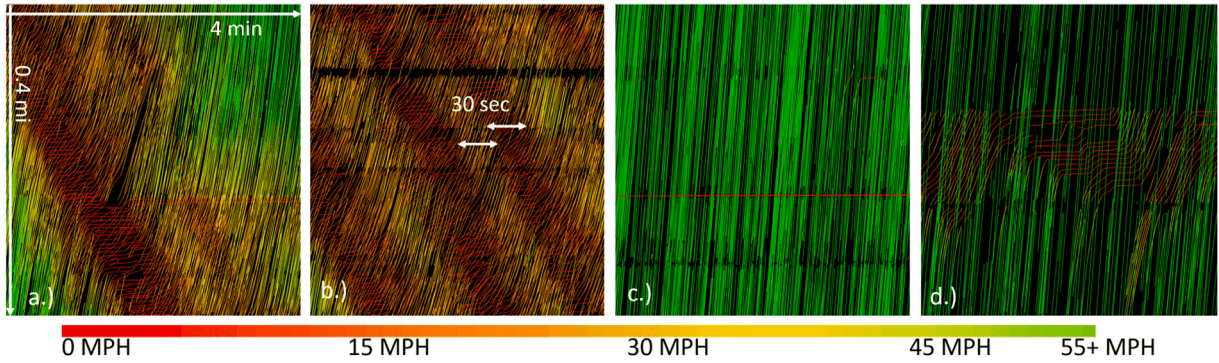 4 min
0.4 mi
30 sec
a.)
b.)
c.)
d.)
0 MPH
15 MPH
30 MPH
45 MPH
55+ MPH